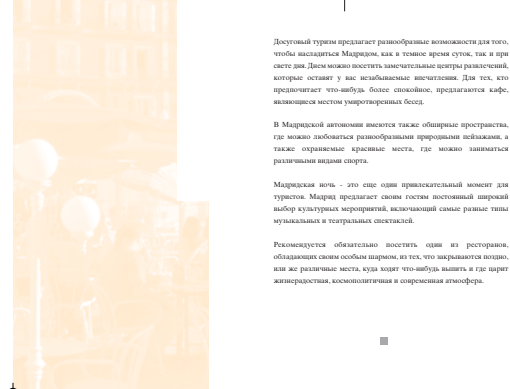 Досуговый туризм предлагает разнообразные возможности для того,
чтобы насладиться Мадридом, как в темное время суток, так и при
свете дня. Днем можно посетить замечательные центры развлечений,
которые оставят у вас незабываемые впечатления. Для тех, кто
предпочитает что-нибудь более спокойное, предлагаются кафе,
являющиеся местом умиротворенных бесед.
В Мадридской автономии имеются также обширные пространства,
где можно любоваться разнообразными природными пейзажами, а
также охраняемые красивые места, где можно заниматься
различными видами спорта.
Мадридская ночь - это еще один привлекательный момент для
туристов. Мадрид предлагает своим гостям постоянный широкий
выбор культурных мероприятий, включающий самые разные типы
музыкальных и театральных спектаклей.
Рекомендуется обязательно посетить один из ресторанов,
обладающих своим особым шармом, из тех, что закрываются поздно,
или же различные места, куда ходят что-нибудь выпить и где царит
жизнерадостная, космополитичная и современная атмосфера.